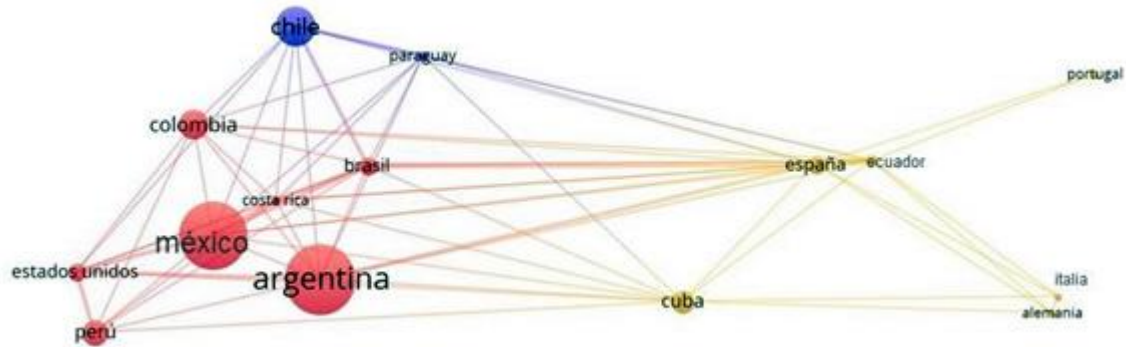 chile
paraguay
portugal
colombia
brasil
españa
ecuador
costa rica
méxico
estados unidos
argentina
italia
cuba
alemania
perú